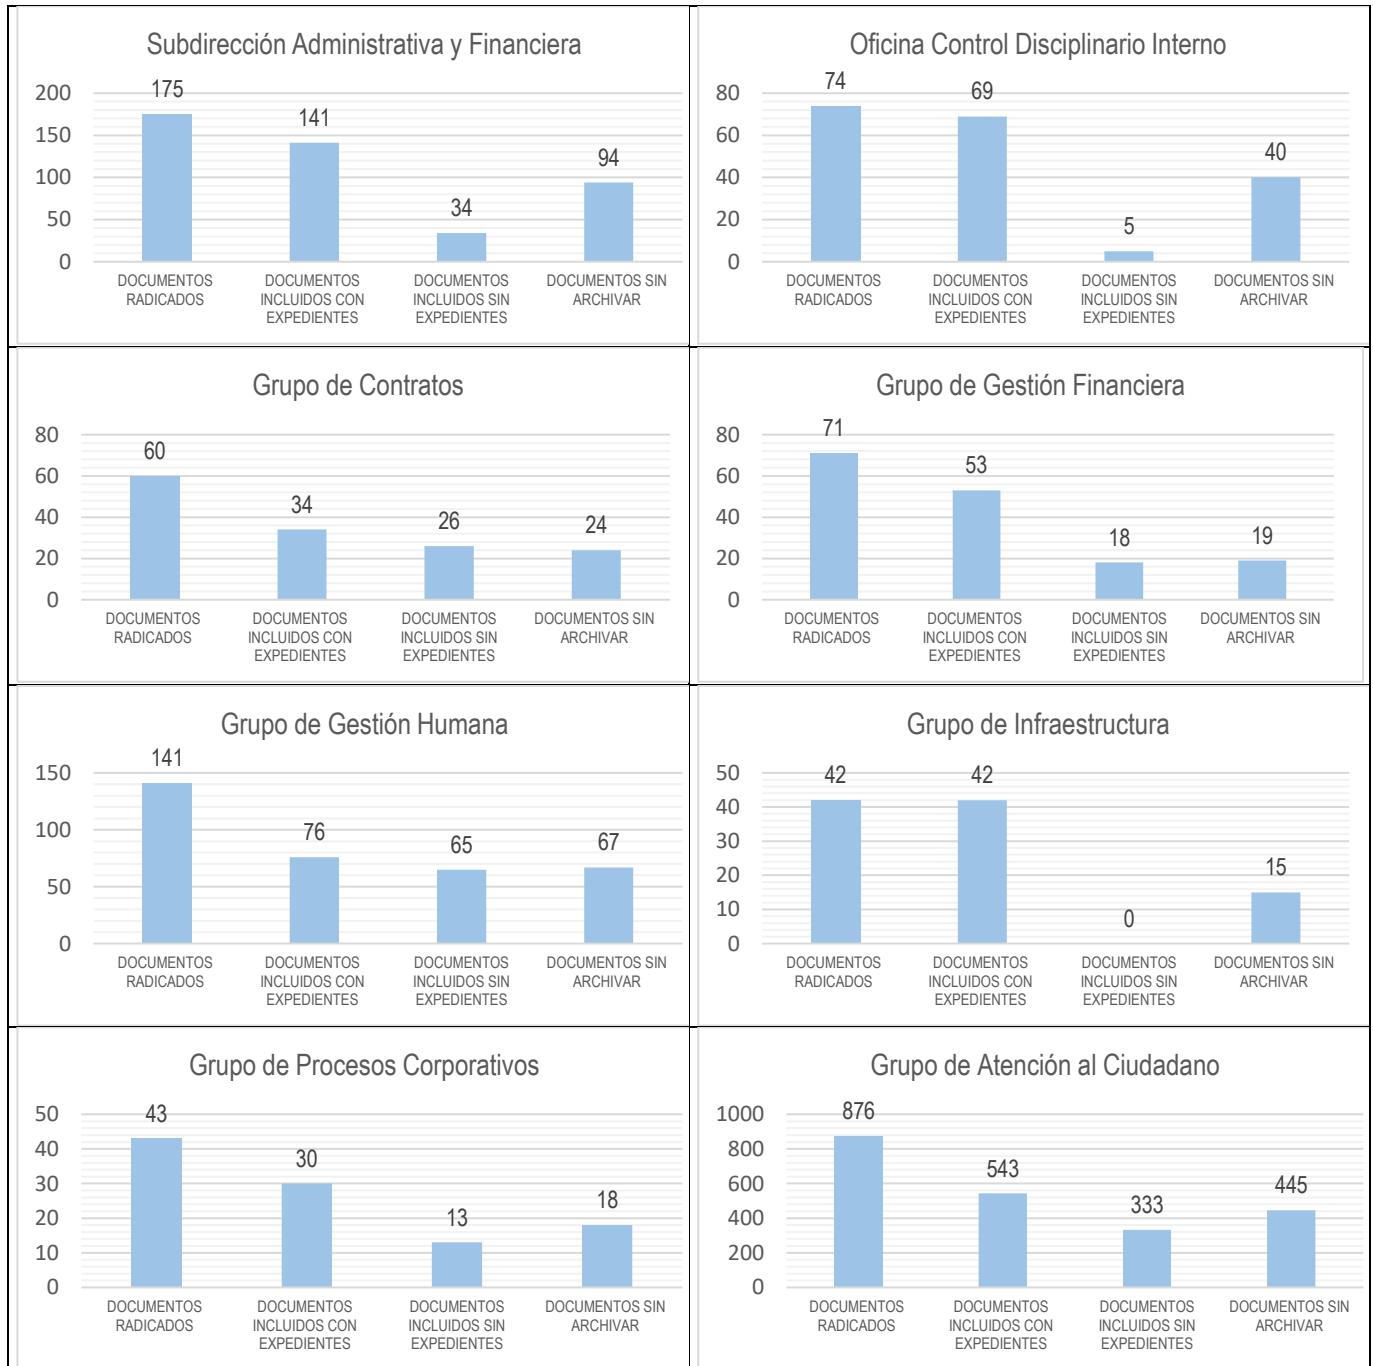 Subdirección Administrativa y Financiera
200
150
100
50
0
175
141
34
94
DOCUMENTOS
RADICADOS
DOCUMENTOS
INCLUIDOS CON
EXPEDIENTES
DOCUMENTOS
INCLUIDOS SIN
EXPEDIENTES
DOCUMENTOS SIN
ARCHIVAR
Oficina Control Disciplinario Interno
80
60
40
20
0
74
69
5
40
DOCUMENTOS
RADICADOS
DOCUMENTOS
INCLUIDOS CON
EXPEDIENTES
DOCUMENTOS
INCLUIDOS SIN
EXPEDIENTES
DOCUMENTOS SIN
ARCHIVAR
Grupo de Contratos
80
60
40
20
0
60
34
26
24
DOCUMENTOS
RADICADOS
DOCUMENTOS
INCLUIDOS CON
EXPEDIENTES
DOCUMENTOS
INCLUIDOS SIN
EXPEDIENTES
DOCUMENTOS SIN
ARCHIVAR
Grupo de Gestión Financiera
80
60
40
20
0
71
53
18
19
DOCUMENTOS
RADICADOS
DOCUMENTOS
INCLUIDOS CON
EXPEDIENTES
DOCUMENTOS
INCLUIDOS SIN
EXPEDIENTES
DOCUMENTOS SIN
ARCHIVAR
Grupo de Gestión Humana
150
100
50
0
141
76
65
67
DOCUMENTOS
RADICADOS
DOCUMENTOS
INCLUIDOS CON
EXPEDIENTES
DOCUMENTOS
INCLUIDOS SIN
EXPEDIENTES
DOCUMENTOS SIN
ARCHIVAR
Grupo de Infraestructura
50
40
30
20
10
0
42
42
0
15
DOCUMENTOS
RADICADOS
DOCUMENTOS
INCLUIDOS CON
EXPEDIENTES
DOCUMENTOS
INCLUIDOS SIN
EXPEDIENTES
DOCUMENTOS SIN
ARCHIVAR
Grupo de Procesos Corporativos
50
40
30
20
10
0
43
30
13
18
DOCUMENTOS
RADICADOS
DOCUMENTOS
INCLUIDOS CON
EXPEDIENTES
DOCUMENTOS
INCLUIDOS SIN
EXPEDIENTES
DOCUMENTOS SIN
ARCHIVAR
Grupo de Atención al Ciudadano
1000
800
600
400
200
0
876
543
333
445
DOCUMENTOS
RADICADOS
DOCUMENTOS
INCLUIDOS CON
EXPEDIENTES
DOCUMENTOS
INCLUIDOS SIN
EXPEDIENTES
DOCUMENTOS SIN
ARCHIVAR